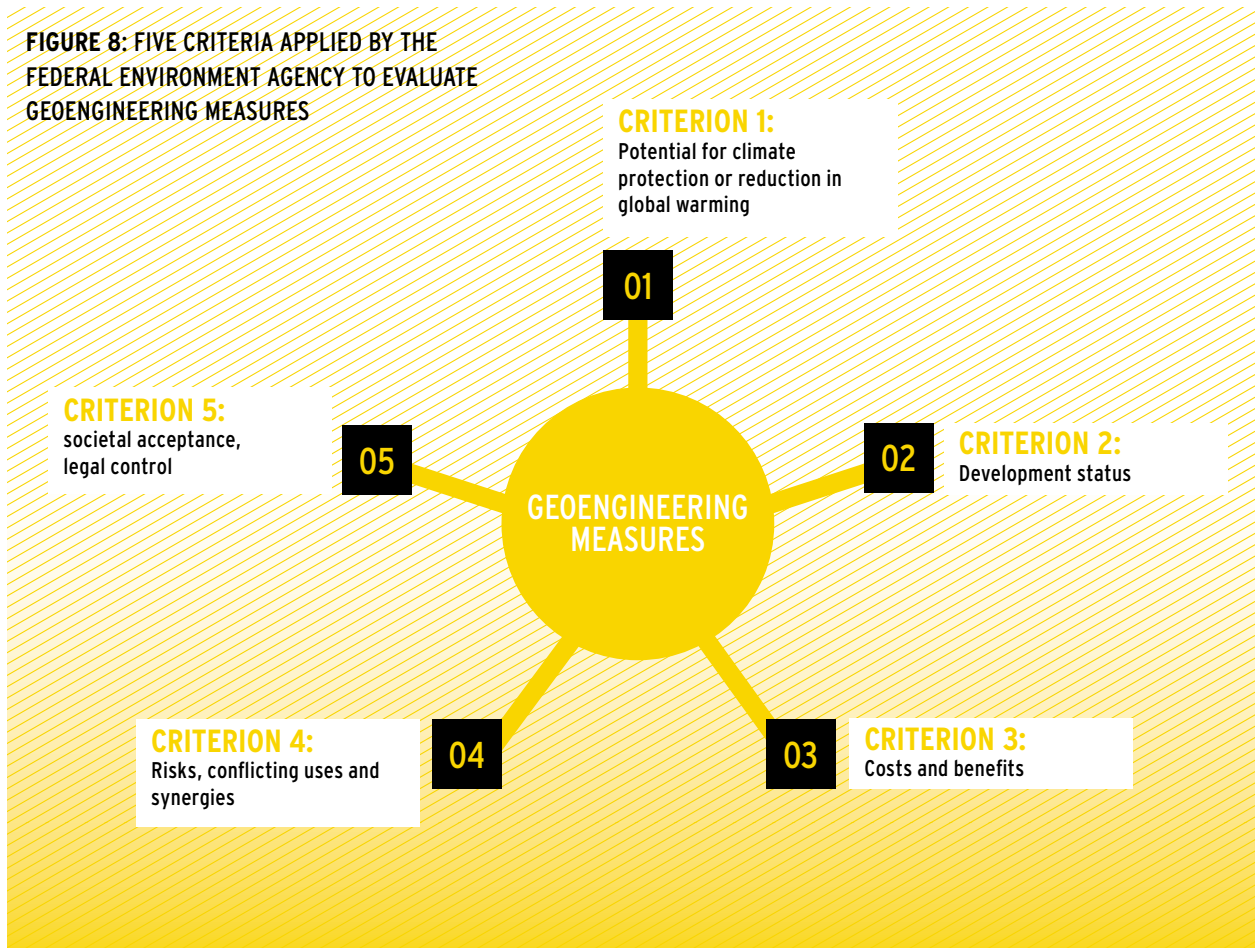 FIGURE 8: FIVE CRITERIA APPLIED BY THE
FEDERAL ENVIRONMENT AGENCY TO EVALUATE
GEOENGINEERING MEASURES
CRITERION 1:
Potential for climate
protection or reduction in
global warming
01
CRITERION 5:
societal acceptance,
legal control
05
02
CRITERION 2:
Development status
GEOENGINEERING
MEASURES
CRITERION 4:
Risks, conflicting uses and
synergies
04
03
CRITERION 3:
Costs and benefits